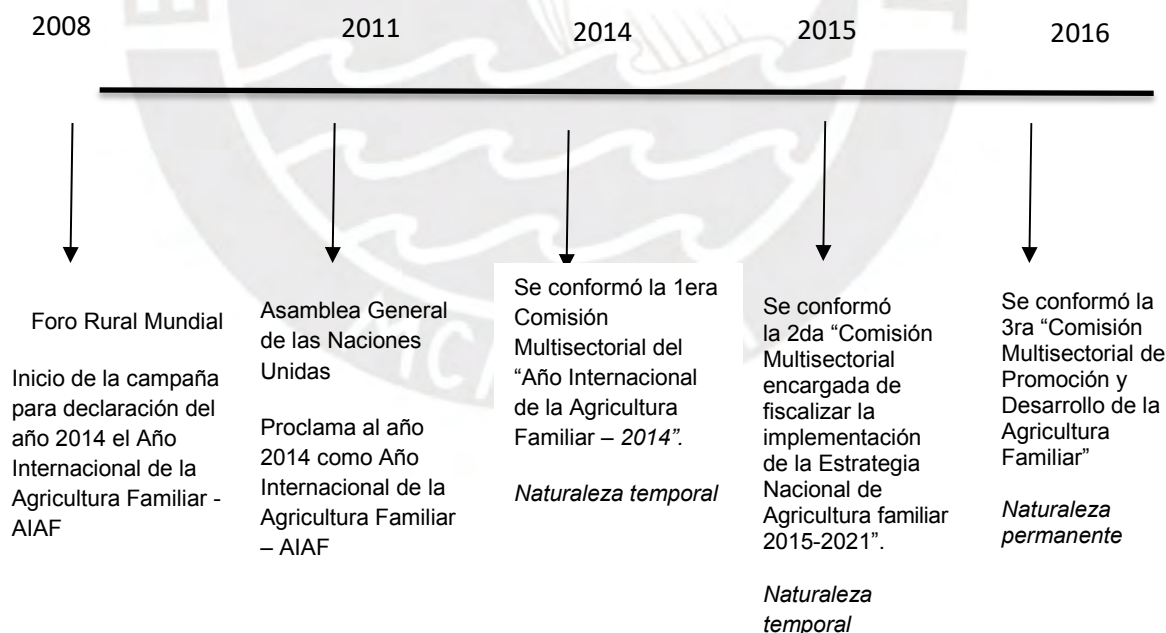 2008
2011
2014
2015
2016
Foro Rural Mundial
Inicio de la campaña
para declaración del
año 2014 el Año
Internacional de la
Agricultura Familiar -
AIAF
Asamblea General
de las Naciones
Unidas
Proclama al año
2014 como Año
Internacional de la
Agricultura Familiar
– AIAF
Se conformó la 1era
Comisión
Multisectorial del
“Año Internacional
de la Agricultura
Familiar – 2014”.
Naturaleza temporal
Se conformó
la 2da “Comisión
Multisectorial
encargada de
fiscalizar la
implementación
de la Estrategia
Nacional de
Agricultura familiar
2015-2021”.
Naturaleza
temporal
Se conformó la
3ra “Comisión
Multisectorial de
Promoción y
Desarrollo de la
Agricultura
Familiar”
Naturaleza
permanente